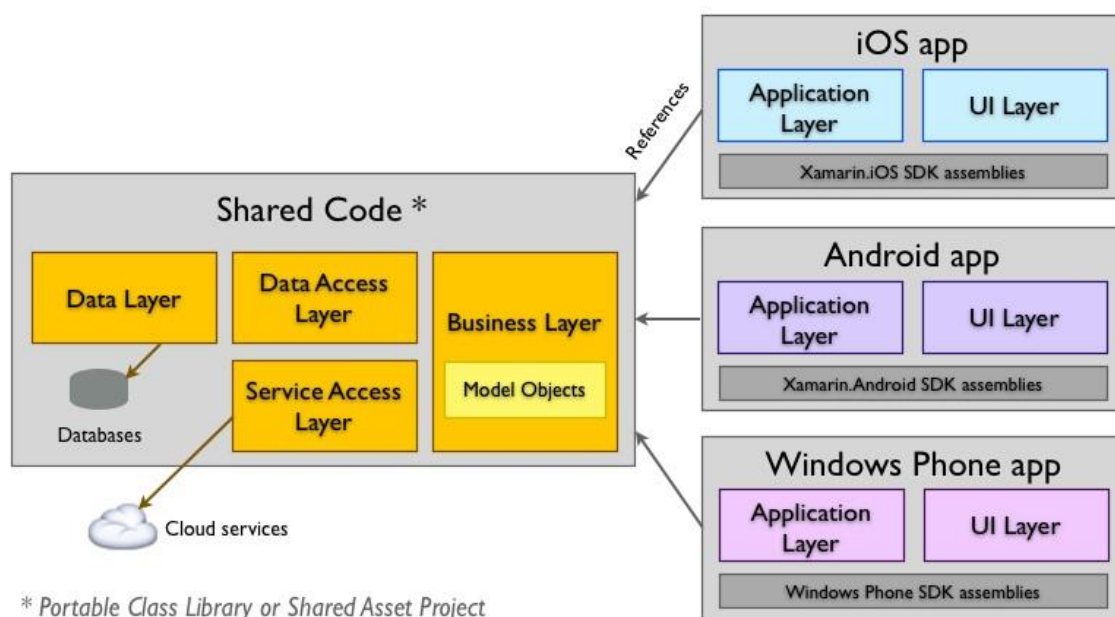 iOS app
Application
Layer
UI Layer
Xamarin.iOS SDK assemblies
References
Shared Code *
Data Layer
Data Access
Layer
Business Layer
Model Objects
Service Access
Layer
Databases
Cloud services
Android app
Application
Layer
UI Layer
Xamarin.Android SDK assemblies
Windows Phone app
Application
Layer
UI Layer
Windows Phone SDK assemblies
* Portable Class Library or Shared Asset Project